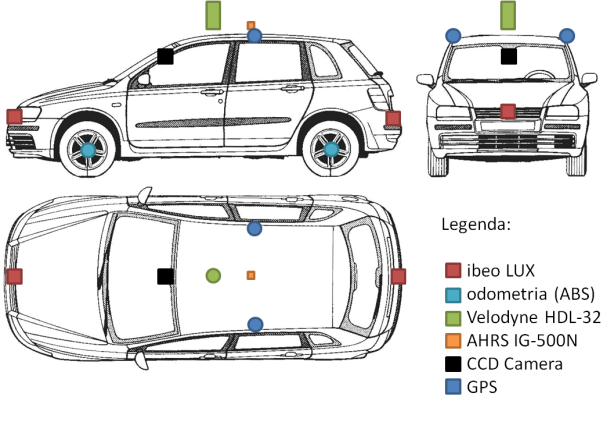 Legenda:
ibeo LUX
odometria (ABS)
Velodyne HDL-32
AHRS IG-500N
CCD Camera
GPS